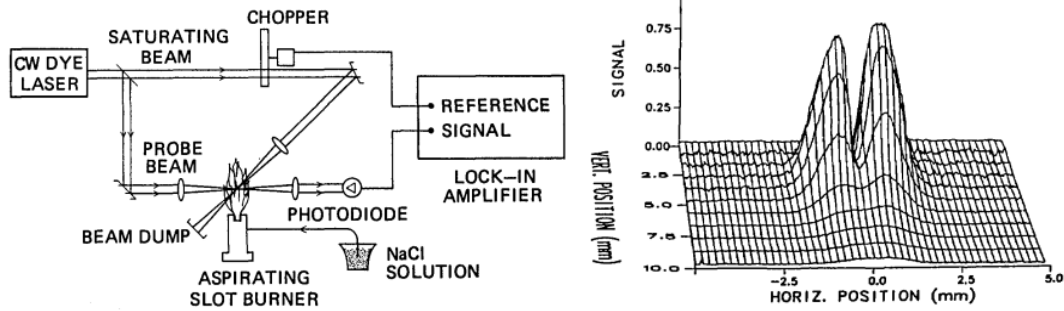 CHOPPER
SATURATING
BEAM
CW DYE
LASER
REFERENCE
SIGNAL
PROBE
BEAM
LOCK-IN
AMPLIFIER
PHOTODIODE
BEAM DUMP
NaCl
SOLUTION
ASPIRATING
SLOT BURNER
SIGNAL
0.75
0.50
0.25
0.00
2.5
5.0
7.5
10.0
VERT. POSITION (mm)
-2.5
0.0
2.5
5.0
HORIZ. POSITION (mm)